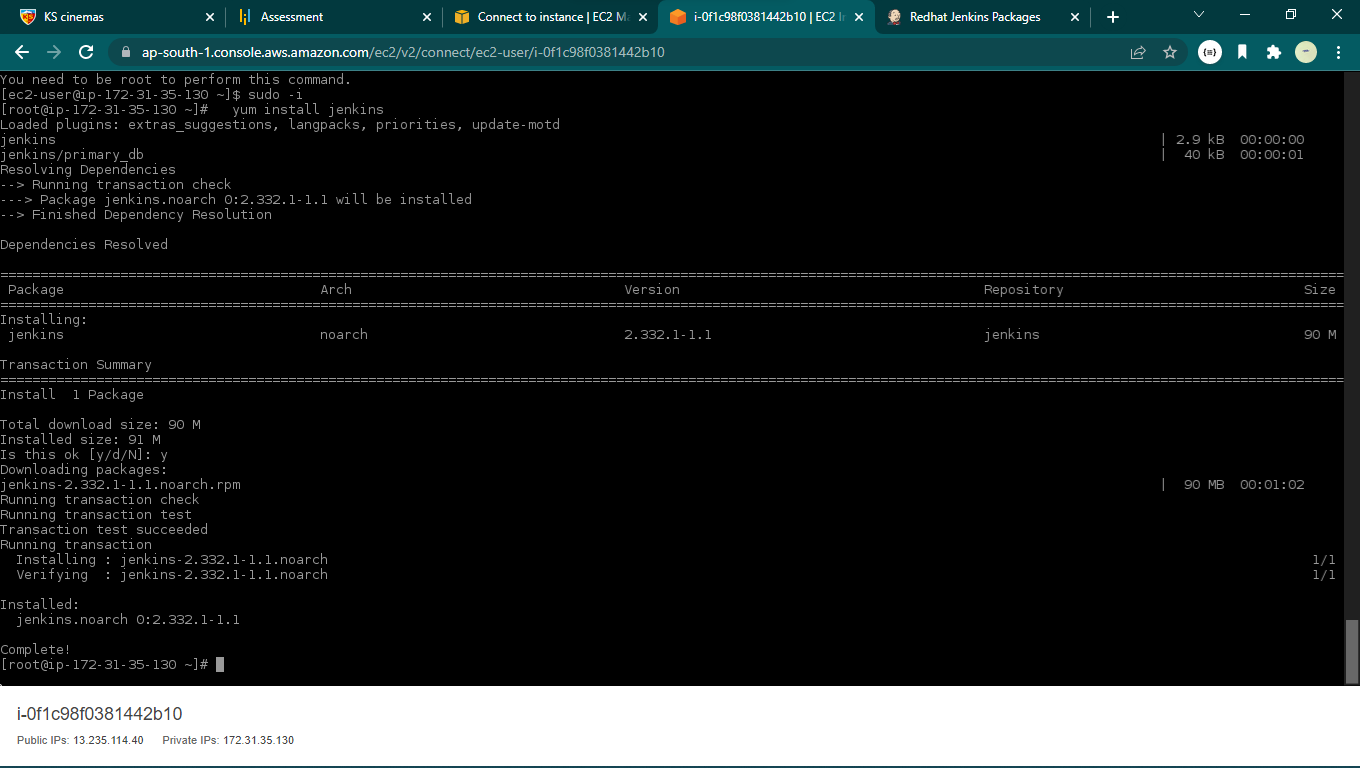 KS cinemas
Assessment
Connect to instance | EC2 Ma
i-0f1c98f0381442b10 | EC2 In
Redhat Jenkins Packages
ap-south-1.console.aws.amazon.com/ec2/v2/connect/ec2-user/i-0f1c98f0381442b10
You need to be root to perform this command.
[ec2-user@ip-172-31-35-130 ~]$ sudo -i
[root@ip-172-31-35-130 ~]#   yum install jenkins
Loaded plugins: extras_suggestions, langpacks, priorities, update-motd
jenkins | 2.9 kB  00:00:00
jenkins/primary_db |  40 kB  00:00:01
Resolving Dependencies
--> Running transaction check
---> Package jenkins.noarch 0:2.332.1-1.1 will be installed
--> Finished Dependency Resolution
Dependencies Resolved
Package Arch Version Repository Size
Installing:
jenkins noarch 2.332.1-1.1 jenkins 90 M
Transaction Summary
Install  1 Package
Total download size: 90 M
Installed size: 91 M
Is this ok [y/d/N]: y
Downloading packages:
jenkins-2.332.1-1.1.noarch.rpm |  90 MB  00:01:02
Running transaction check
Running transaction test
Transaction test succeeded
Running transaction
Installing : jenkins-2.332.1-1.1.noarch 1/1
Verifying  : jenkins-2.332.1-1.1.noarch 1/1
Installed:
jenkins.noarch 0:2.332.1-1.1
Complete!
[root@ip-172-31-35-130 ~]#
i-0f1c98f0381442b10
Public IPs: 13.235.114.40 Private IPs: 172.31.35.130